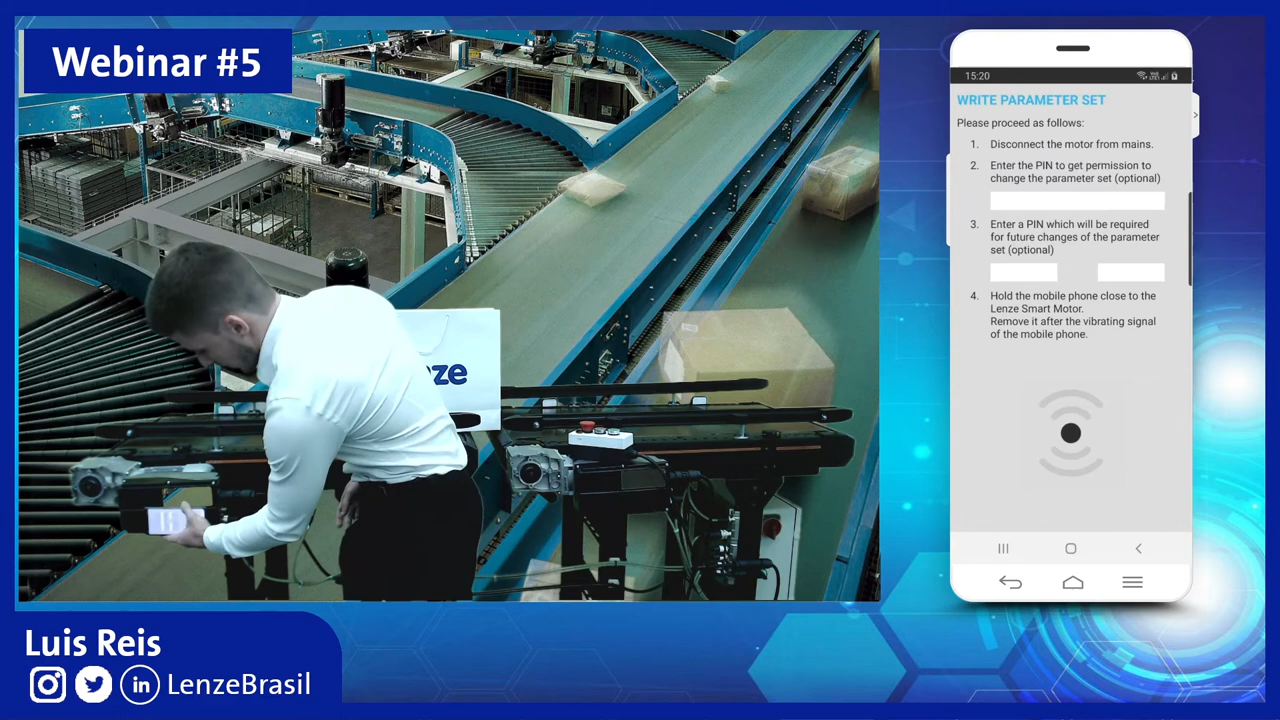 Webinar #5
ze
Luis Reis
LenzeBrasil
15:20
WRITE PARAMETER SET
Please proceed as follows:
1. Disconnect the motor from mains.
2. Enter the PIN to get permission to
change the parameter set (optional)
3. Enter a PIN which will be required
for future changes of the parameter
set (optional)
4. Hold the mobile phone close to the
Lenze Smart Motor.
Remove it after the vibrating signal
of the mobile phone.